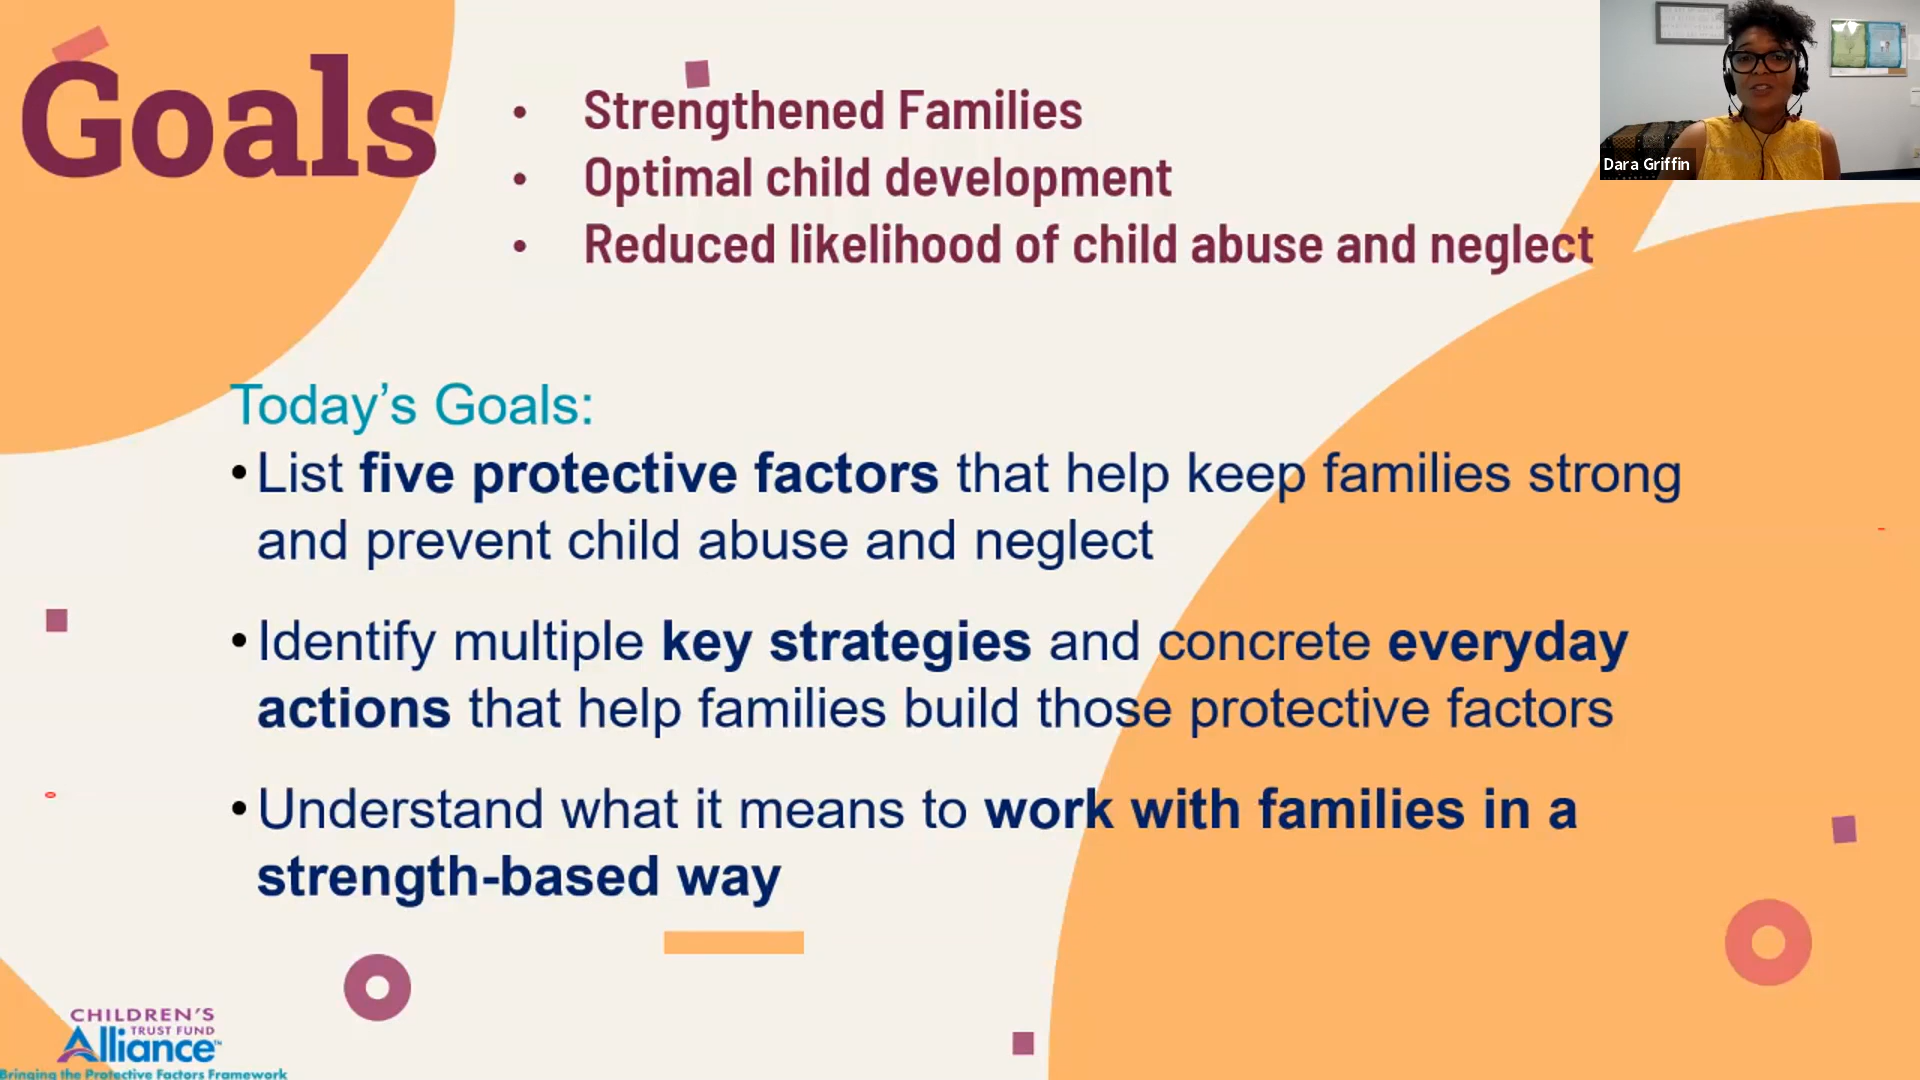 Goals
• Strengthened Families
• Optimal child development
• Reduced likelihood of child abuse and neglect
Dara Griffin
Today’s Goals:
•List five protective factors that help keep families strong
and prevent child abuse and neglect
•Identify multiple key strategies and concrete everyday
actions that help families build those protective factors
•Understand what it means to work with families in a
strength-based way
CHILDREN'S
TRUST FUND
Alliance™
Bringing the Protective Factors Framework